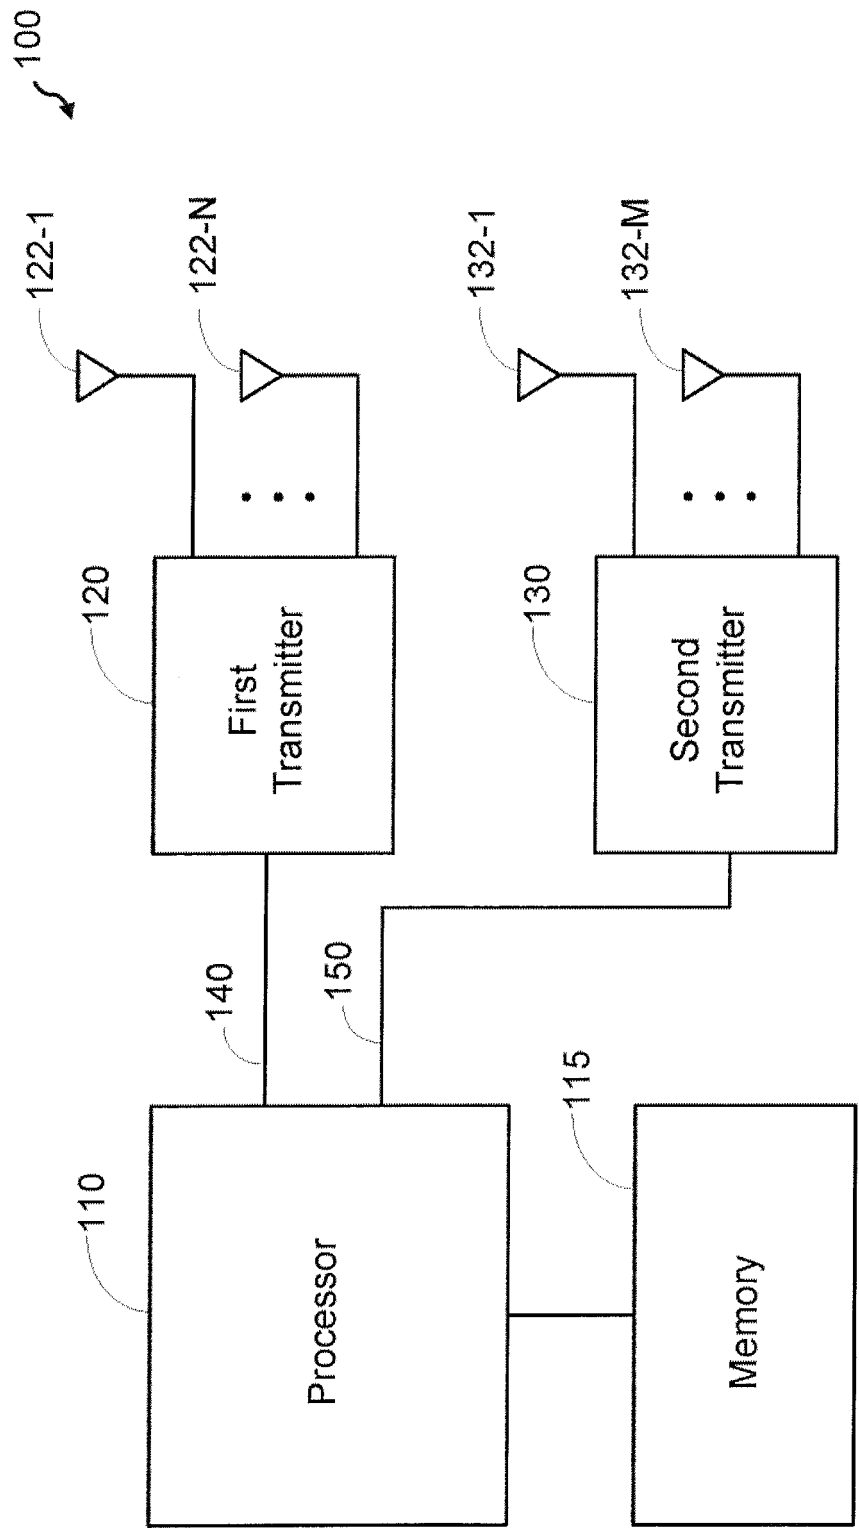 100
122-1
122-N
132-1
132-M
120
First
Transmitter
130
Second
Transmitter
140
150
110
Processor
115
Memory